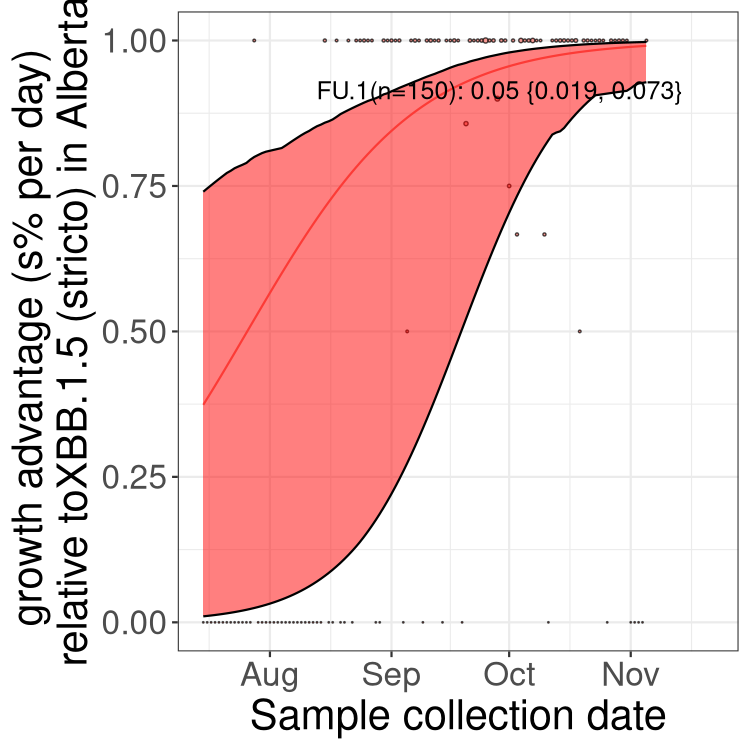 growth advantage (s% per day)
relative toXBB.1.5 (stricto) in Alberta
1.00
0.75
0.50
0.25
0.00
FU.1(n=150): 0.05 {0.019, 0.073}
Aug Sep Oct Nov
Sample collection date